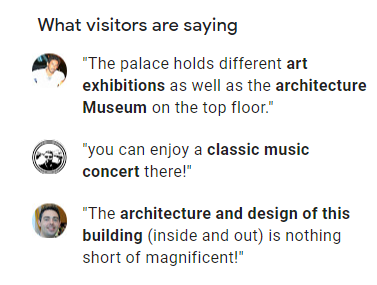 What visitors are saying
"The palace holds different art
exhibitions as well as the architecture
Museum on the top floor."
"you can enjoy a classic music
concert there!"
"The architecture and design of this
building (inside and out) is nothing
short of magnificent!"